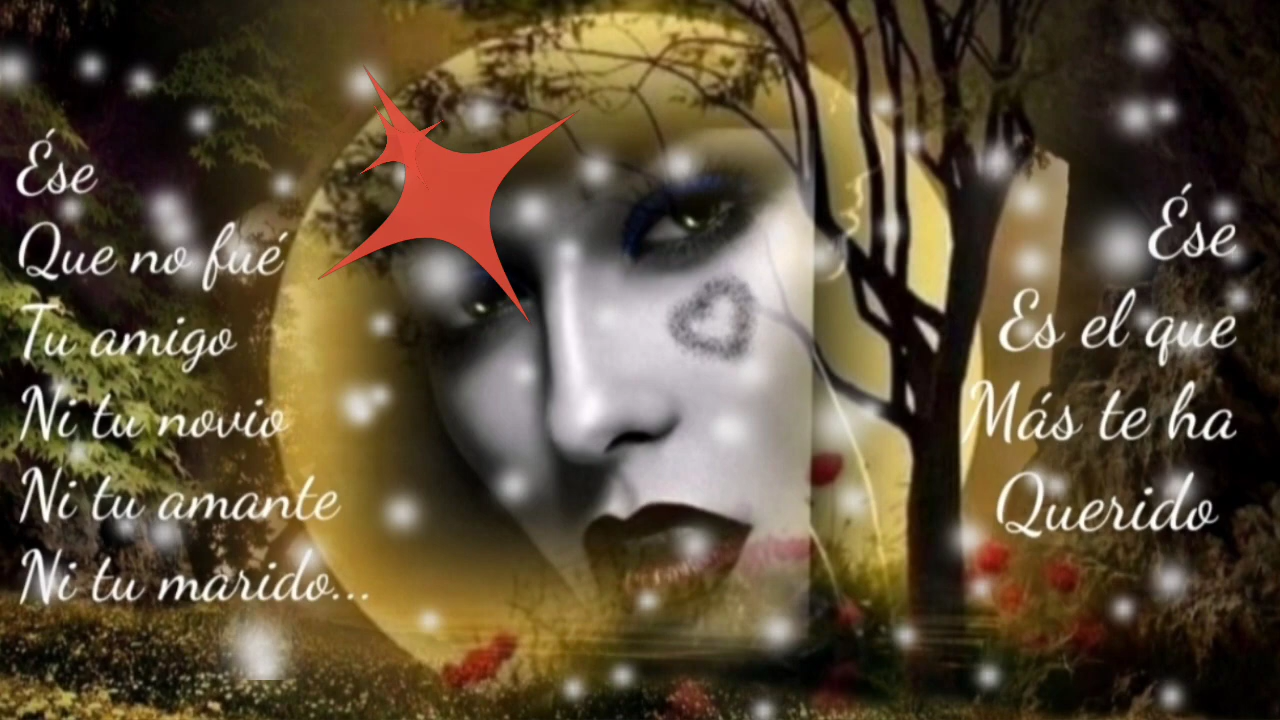 Ése
Que no fué
Tu amigo
Ni tu novio
Ni tu amante
Ni tu marido...
Ése
Es el que
Más te ha
Querido